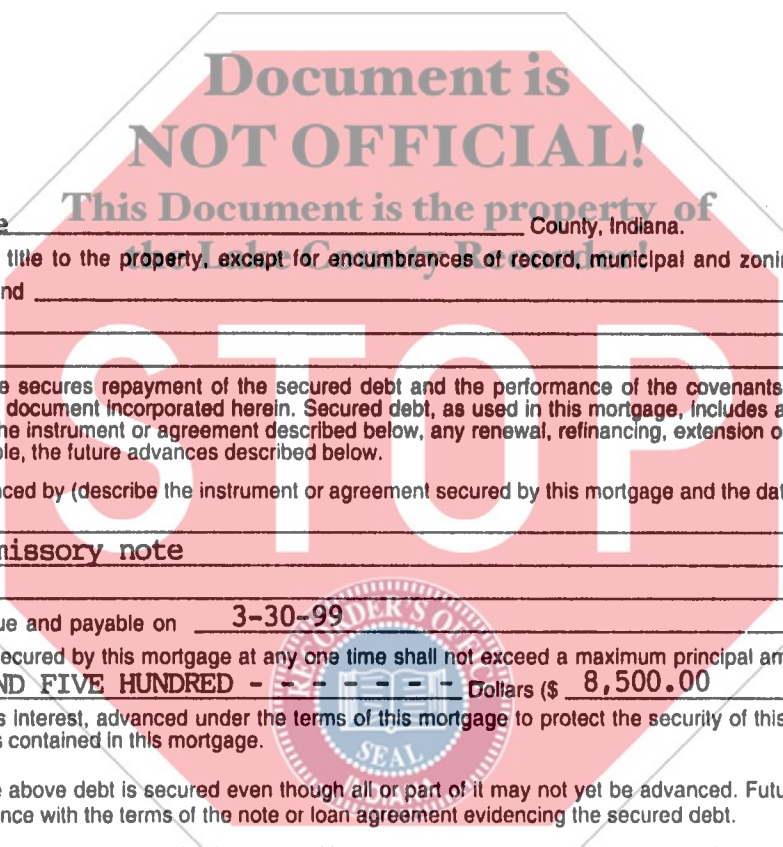 Document is
NOT OFFICIAL!
This Document is the property of
the Lake County Recorder!
e County, Indiana.
title to the property, except for encumbrances of record, municipal and zoni
nd
STOP
e secures repayment of the secured debt and the performance of the covenants
document incorporated herein. Secured debt, as used in this mortgage, includes a
he instrument or agreement described below, any renewal, refinancing, extension o
ble, the future advances described below.
nced by (describe the instrument or agreement secured by this mortgage and the dat
missory note
ue and payable on 3-30-99
ecured by this mortgage at any one time shall not exceed a maximum principal am
ND FIVE HUNDRED - - - - - - - Dollars ($ 8,500.00
s interest, advanced under the terms of this mortgage to protect the security of this
s contained in this mortgage.
e above debt is secured even though all or part of it may not yet be advanced. Futu
nce with the terms of the note or loan agreement evidencing the secured debt.
RECORDER'S OFFICE
SEAL
INDIANA